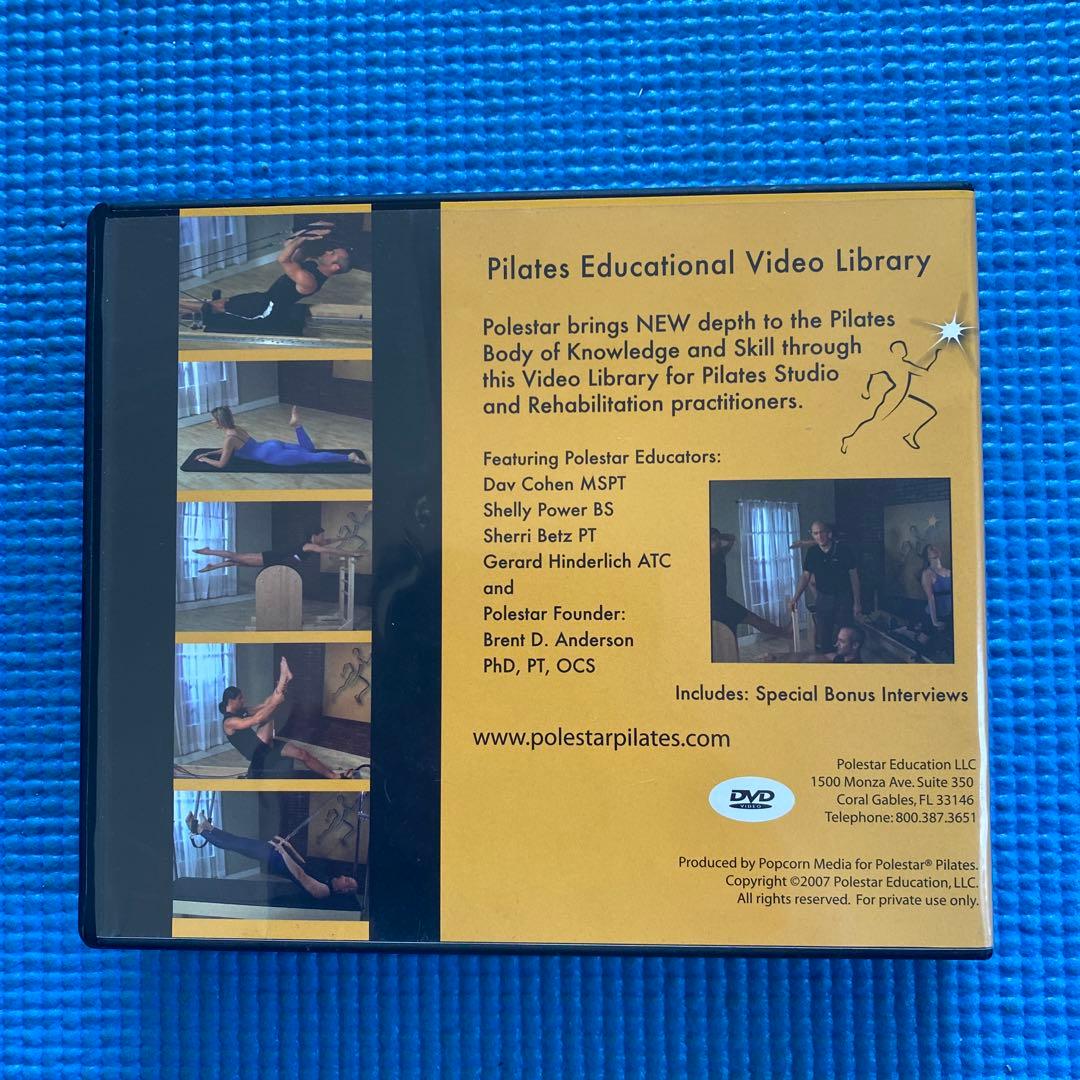 Pilates Educational Video Library
Polestar brings NEW depth to the Pilates
Body of Knowledge and Skill through
this Video Library for Pilates Studio
and Rehabilitation practitioners.
Featuring Polestar Educators:
Dav Cohen MSPT
Shelly Power BS
Sherri Betz PT
Gerard Hinderlich ATC
and
Polestar Founder:
Brent D. Anderson
PhD, PT, OCS
Includes: Special Bonus Interviews
www.polestarpilates.com
DVD
VIDEO
Polestar Education LLC
1500 Monza Ave. Suite 350
Coral Gables, FL 33146
Telephone: 800.387.3651
Produced by Popcorn Media for Polestar® Pilates.
Copyright ©2007 Polestar Education, LLC.
All rights reserved. For private use only.